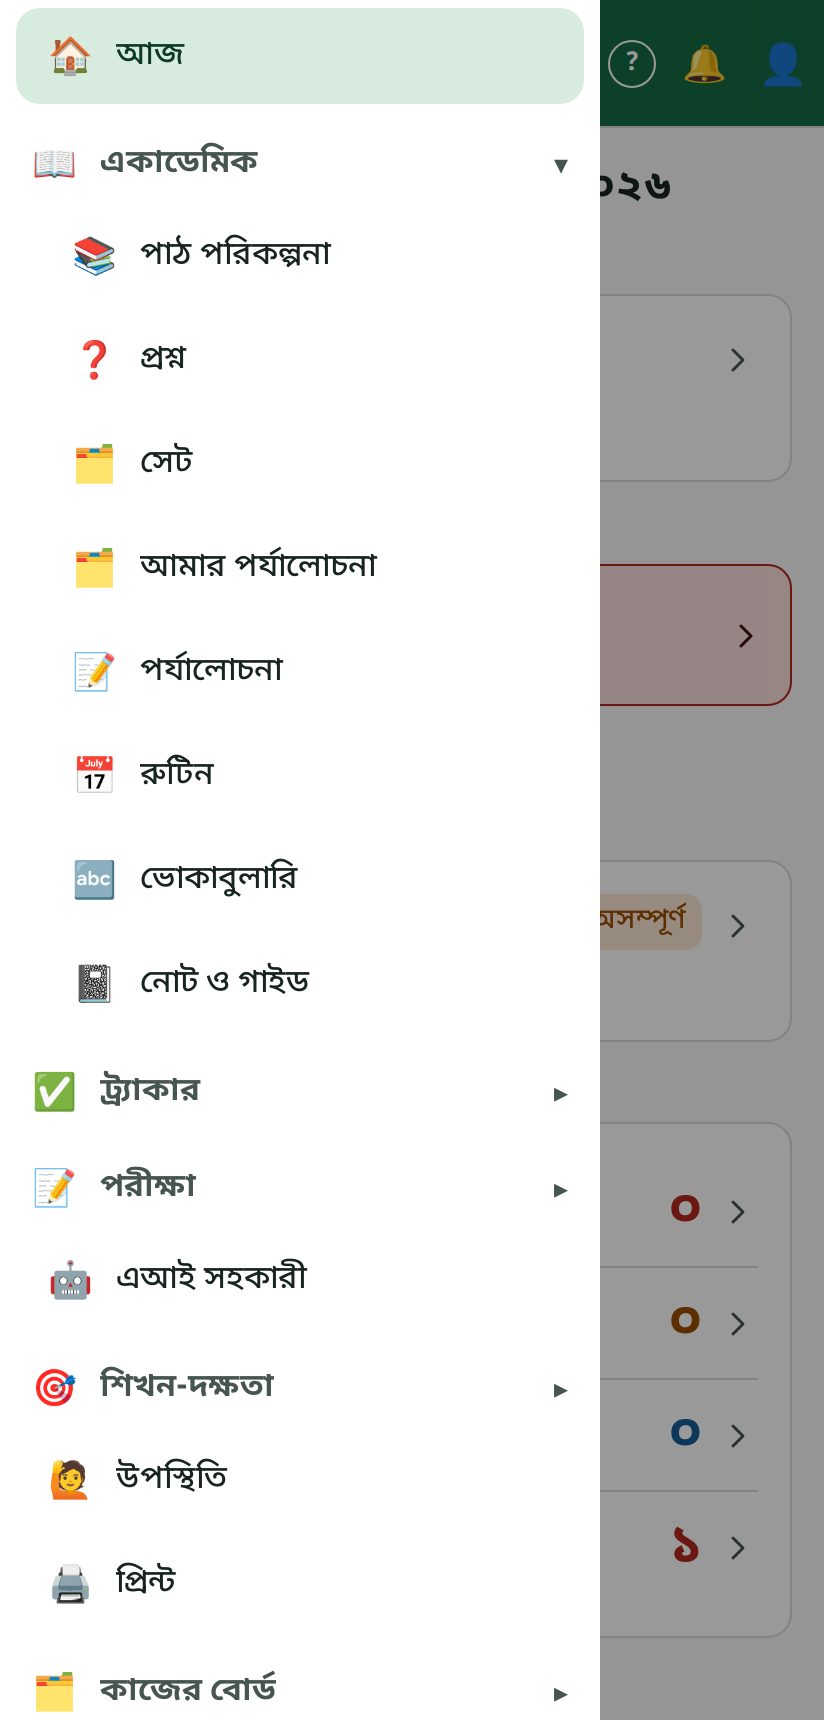 আজ
?
একাডেমিক
০২৬
পাঠ পরিকল্পনা
প্রশ্ন
সেট
আমার পর্যালোচনা
পর্যালোচনা
July
17
রুটিন
abc
ভোকাবুলারি
অসম্পূর্ণ
নোট ও গাইড
ট্র্যাকার
পরীক্ষা
০
এআই সহকারী
০
শিখন-দক্ষতা
০
উপস্থিতি
১
প্রিন্ট
কাজের বোর্ড